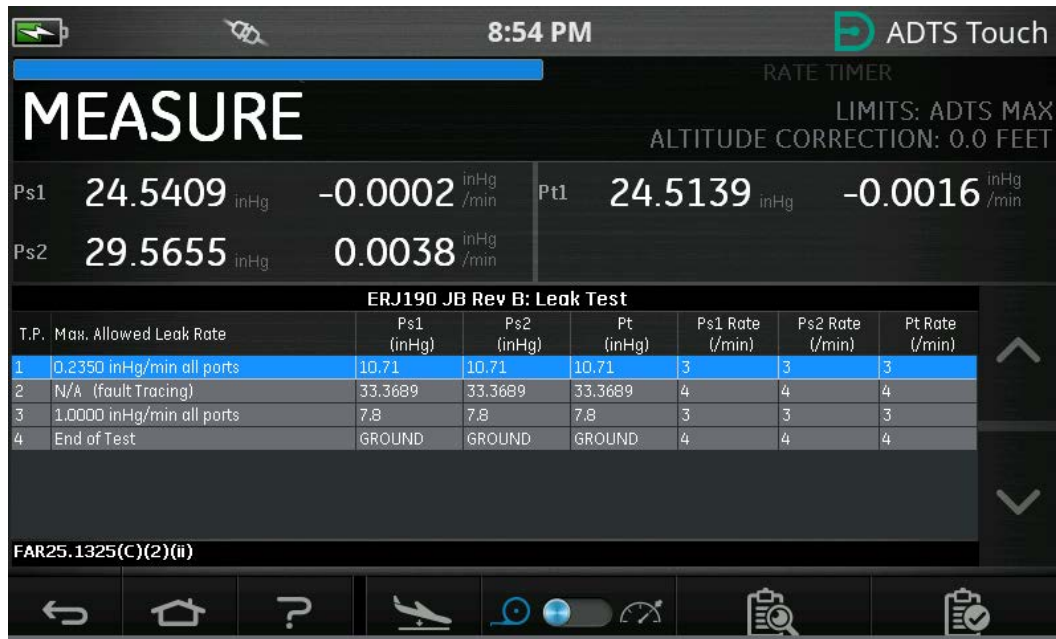 8:54 PM
ADTS Touch
RATE TIMER
MEASURE
LIMITS: ADTS MAX
ALTITUDE CORRECTION: 0.0 FEET
Ps1 24.5409 inHg -0.0002 inHg/min Pt1 24.5139 inHg -0.0016 inHg/min
Ps2 29.5655 inHg 0.0038 inHg/min
ERJ190 JB Rev B: Leak Test
T.P. Max. Allowed Leak Rate Ps1 (inHg) Ps2 (inHg) Pt (inHg) Ps1 Rate (/min) Ps2 Rate (/min) Pt Rate (/min)
1 0.2350 inHg/min all ports 10.71 10.71 10.71 3 3 3
2 N/A (fault Tracing) 33.3689 33.3689 33.3689 4 4 4
3 1.0000 inHg/min all ports 7.8 7.8 7.8 3 3 3
4 End of Test GROUND GROUND GROUND 4 4 4
FAR25.1325(C)(2)(ii)